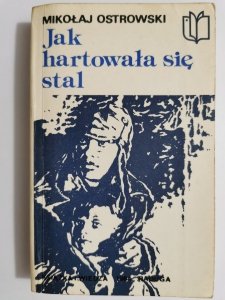 MIKOŁAJ OSTROWSKI
Jak
hartowała się
stal